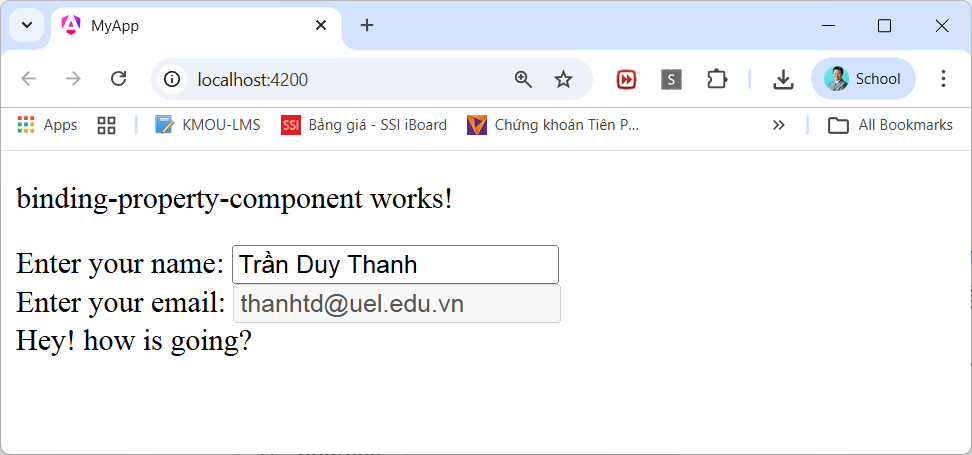 MyApp
localhost:4200
S
School
Apps
KMOU-LMS
SSI
Bảng giá - SSI iBoard
Chứng khoán Tiên P...
All Bookmarks
binding-property-component works!
Enter your name: Trần Duy Thanh
Enter your email: thanhtd@uel.edu.vn
Hey! how is going?